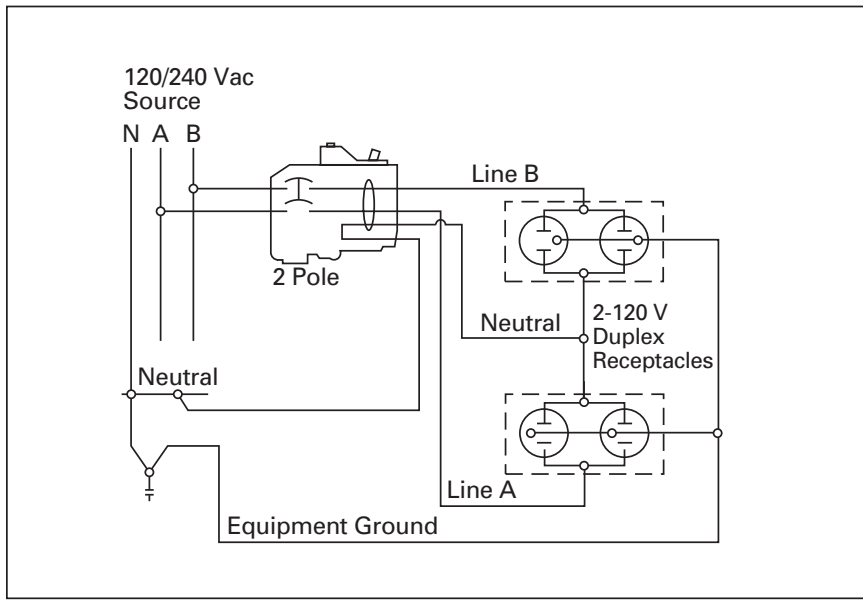 120/240 Vac
Source
N A B
Line B
2 Pole
Neutral
2-120 V
Duplex
Receptacles
Neutral
Line A
Equipment Ground